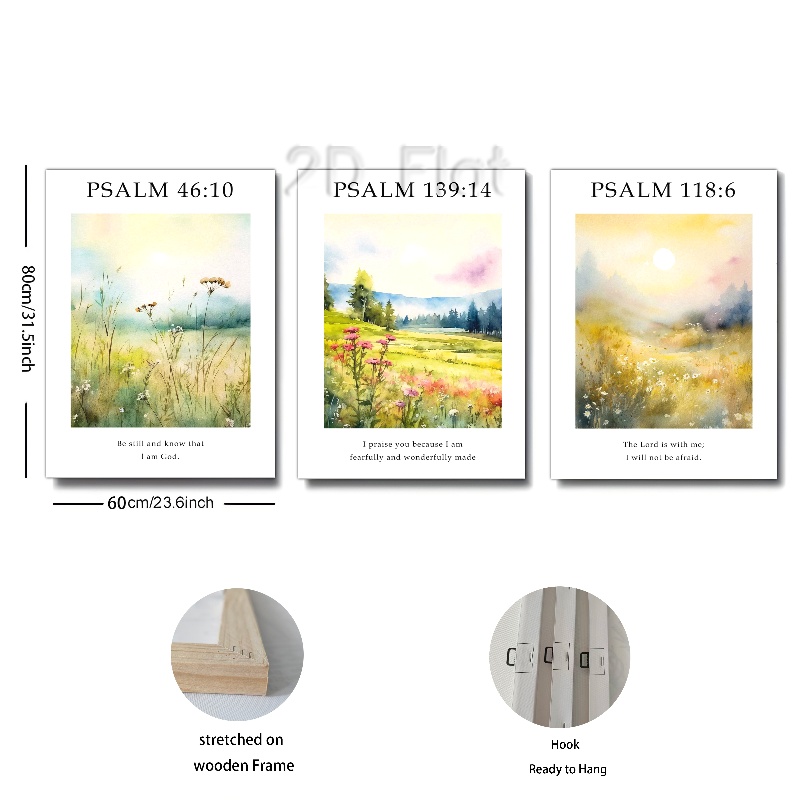 2D Flat
PSALM 46:10
PSALM 139:14
PSALM 118:6
80cm/31.5inch
Be still and know that
I am God.
I praise you because I am
fearfully and wonderfully made
The Lord is with me;
I will not be afraid.
60cm/23.6inch
stretched on
wooden Frame
Hook
Ready to Hang